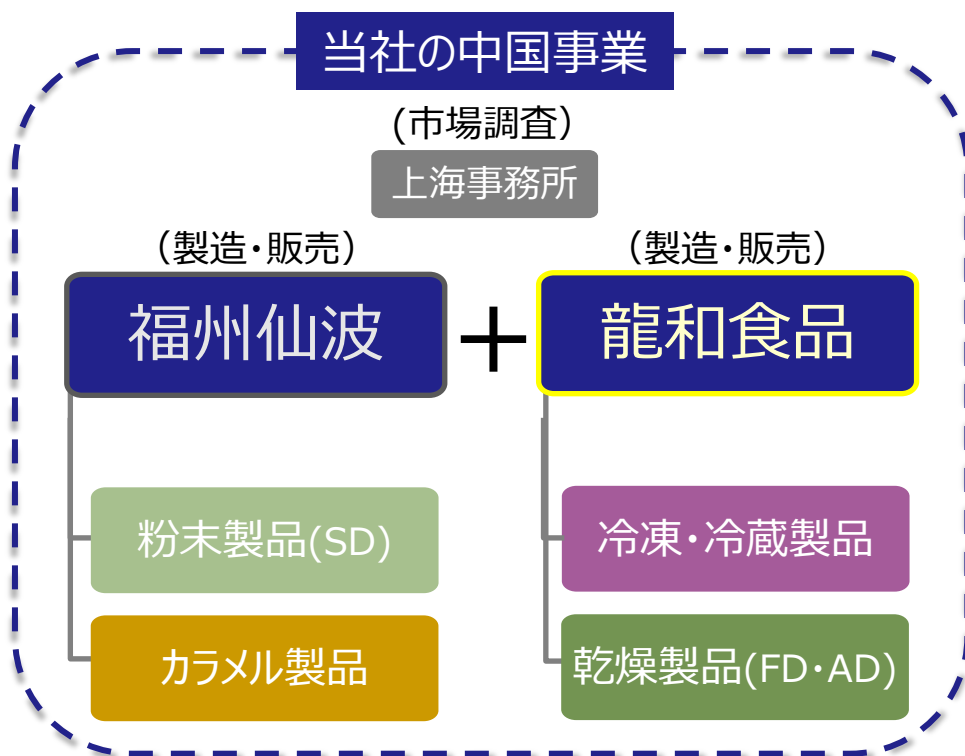 当社の中国事業
(市場調査）
上海事務所
（製造・販売）
（製造・販売）
福州仙波
＋
龍和食品
粉末製品(SD)
冷凍・冷蔵製品
カラメル製品
乾燥製品(FD・AD)